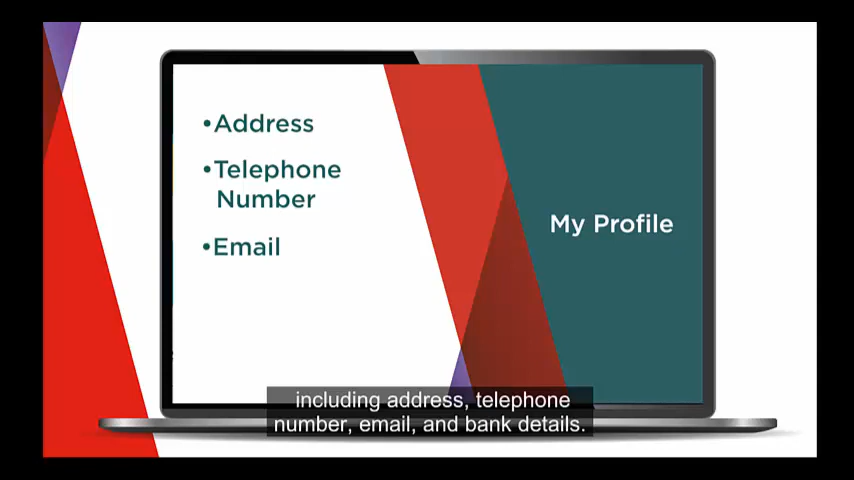 •Address
•Telephone
Number
•Email
My Profile
including address, telephone
number, email, and bank details.